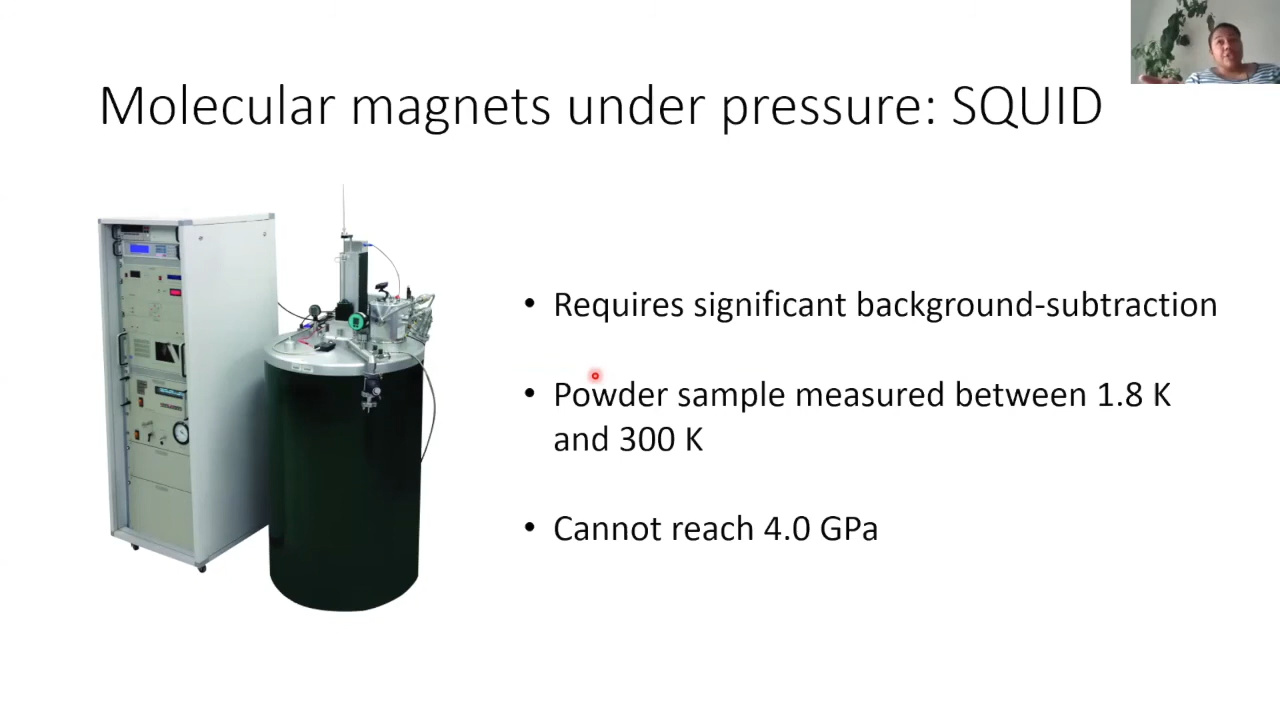 Molecular magnets under pressure: SQUID
• Requires significant background-subtraction
• Powder sample measured between 1.8 K
and 300 K
• Cannot reach 4.0 GPa